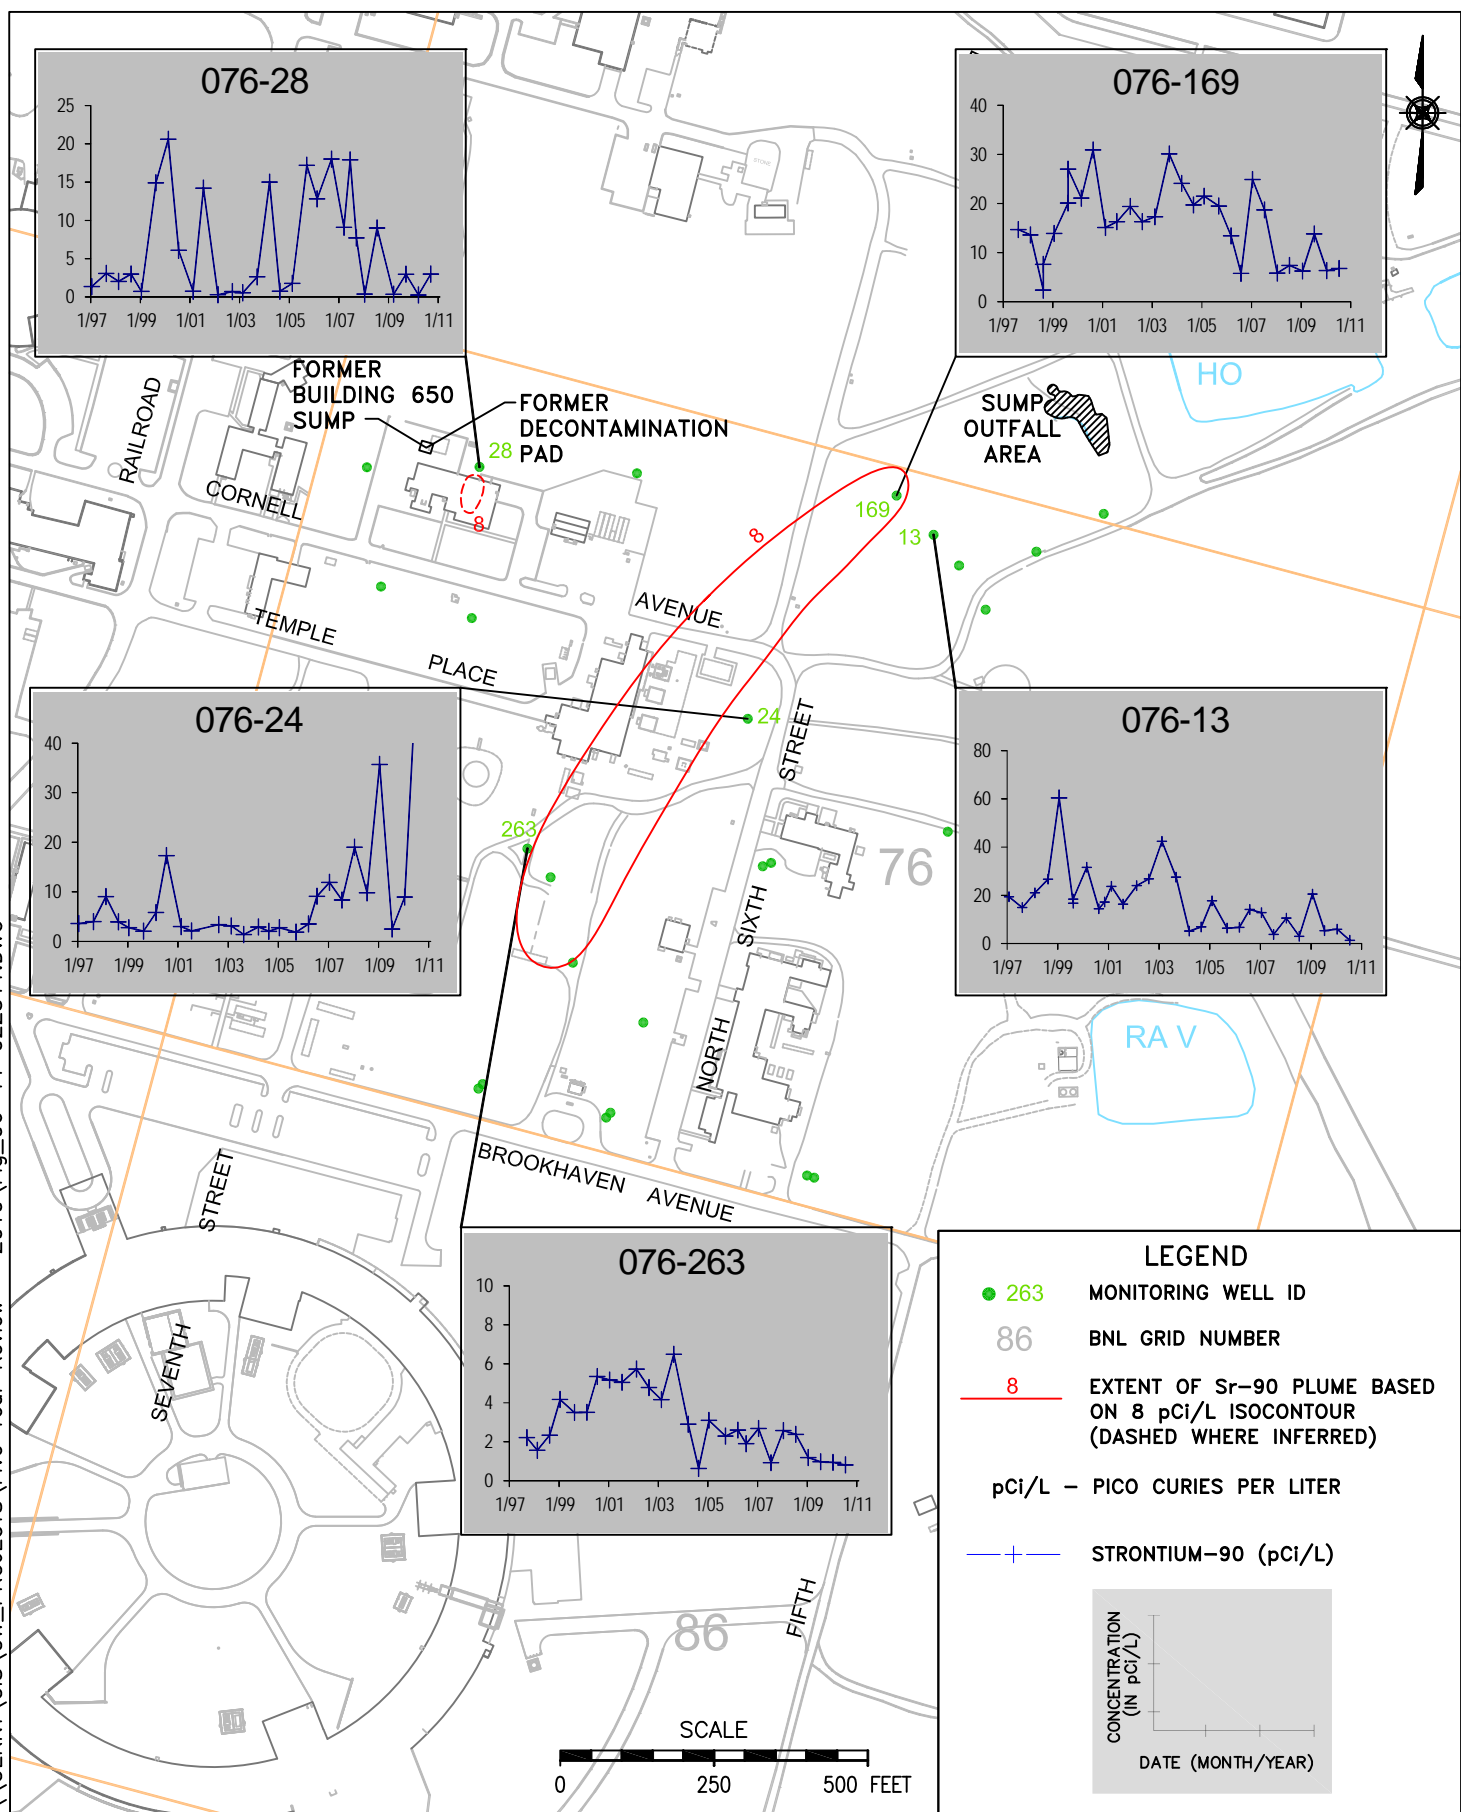 076-28
25
20
15
10
5
0
1/97 1/99 1/01 1/03 1/05 1/07 1/09 1/11
076-169
40
30
20
10
0
1/97 1/99 1/01 1/03 1/05 1/07 1/09 1/11
STONE
HO
FORMER
BUILDING 650
SUMP
FORMER
DECONTAMINATION
PAD
SUMP
OUTFALL
AREA
RAILROAD
CORNELL
AVENUE
TEMPLE
PLACE
28
8
8
169
13
24
263
STREET
SIXTH
NORTH
76
076-24
40
30
20
10
0
1/97 1/99 1/01 1/03 1/05 1/07 1/09 1/11
076-13
80
60
40
20
0
1/97 1/99 1/01 1/03 1/05 1/07 1/09 1/11
RA V
BROOKHAVEN AVENUE
STREET
SEVENTH
076-263
10
8
6
4
2
0
1/97 1/99 1/01 1/03 1/05 1/07 1/09 1/11
FIFTH
86
SCALE
0 250 500 FEET
LEGEND
263 MONITORING WELL ID
86 BNL GRID NUMBER
8 EXTENT OF Sr-90 PLUME BASED
ON 8 pCi/L ISOCONTOUR
(DASHED WHERE INFERRED)
pCi/L - PICO CURIES PER LITER
STRONTIUM-90 (pCi/L)
CONCENTRATION
(IN pCi/L)
DATE (MONTH/YEAR)